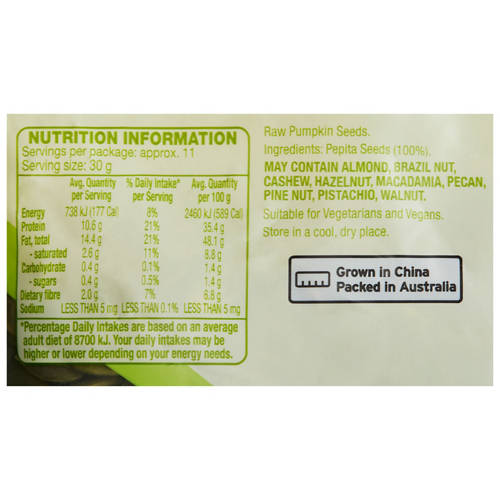 NUTRITION INFORMATION
Servings per package: approx. 11
Serving size: 30 g
Avg. Quantity per Serving % Daily Intake* per Serving Avg. Quantity per 100 g
Energy 738 kJ (177 Cal) 8% 2460 kJ (589 Cal)
Protein 10.6 g 21% 35.4 g
Fat, total 14.4 g 21% 48.1 g
- saturated 2.6 g 11% 8.8 g
Carbohydrate 0.4 g 0.1% 1.4 g
- sugars 0.4 g 0.5% 1.4 g
Dietary fibre 2.0 g 7% 6.8 g
Sodium LESS THAN 5 mg LESS THAN 0.1% LESS THAN 5 mg
*Percentage Daily Intakes are based on an average
adult diet of 8700 kJ. Your daily intakes may be
higher or lower depending on your energy needs.
Raw Pumpkin Seeds.
Ingredients: Pepita Seeds (100%).
MAY CONTAIN ALMOND, BRAZIL NUT,
CASHEW, HAZELNUT, MACADAMIA, PECAN,
PINE NUT, PISTACHIO, WALNUT.
Suitable for Vegetarians and Vegans.
Store in a cool, dry place.
Grown in China
Packed in Australia